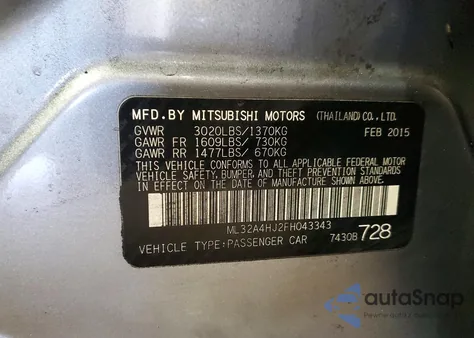 MFD.BY MITSUBISHI MOTORS (THAILAND) CO., LTD.
GVWR 3020LBS/1370KG FEB 2015
GAWR FR 1609LBS/ 730KG
GAWR RR 1477LBS/ 670KG
THIS VEHICLE CONFORMS TO ALL APPLICABLE FEDERAL MOTOR
VEHICLE SAFETY, BUMPER, AND THEFT PREVENTION STANDARDS
IN EFFECT ON THE DATE OF MANUFACTURE SHOWN ABOVE.
ML32A4HJ2FH043343
VEHICLE TYPE:PASSENGER CAR 7430B 728
autoSnap